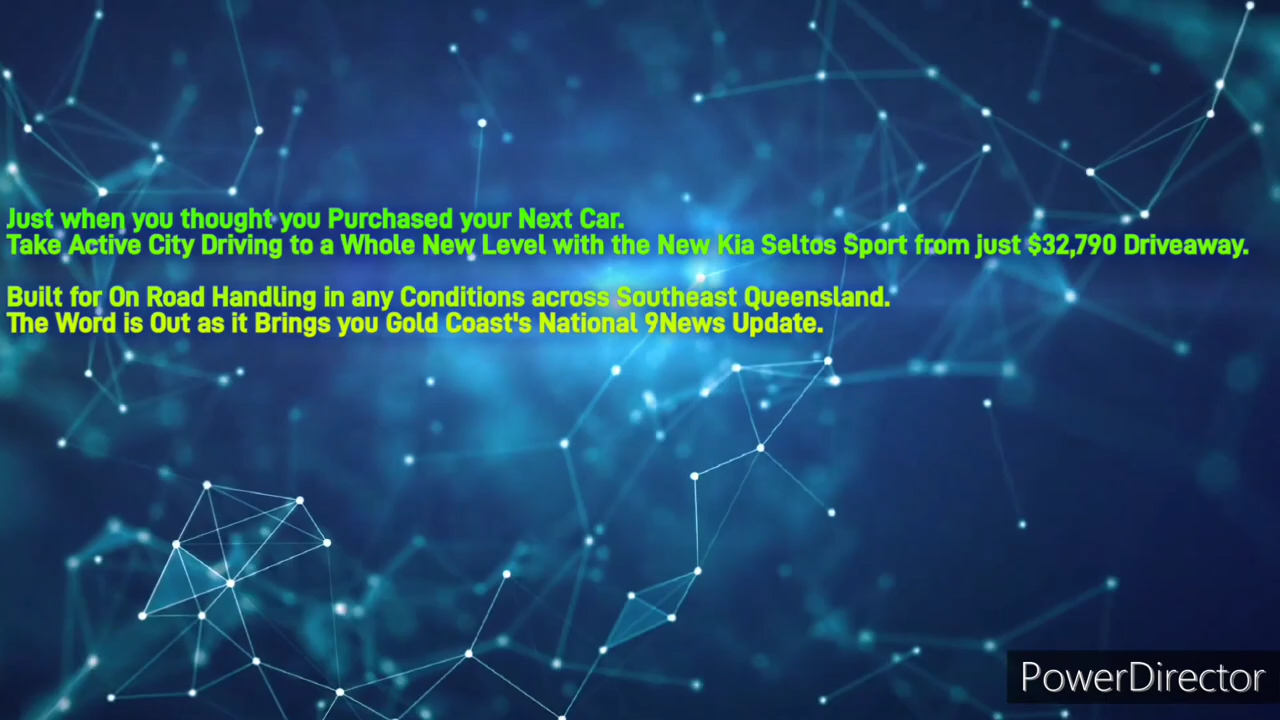 Just when you thought you Purchased your Next Car.
Take Active City Driving to a Whole New Level with the New Kia Seltos Sport from just $32,790 Driveaway.
Built for On Road Handling in any Conditions across Southeast Queensland.
The Word is Out as it Brings you Gold Coast's National 9News Update.
PowerDirector